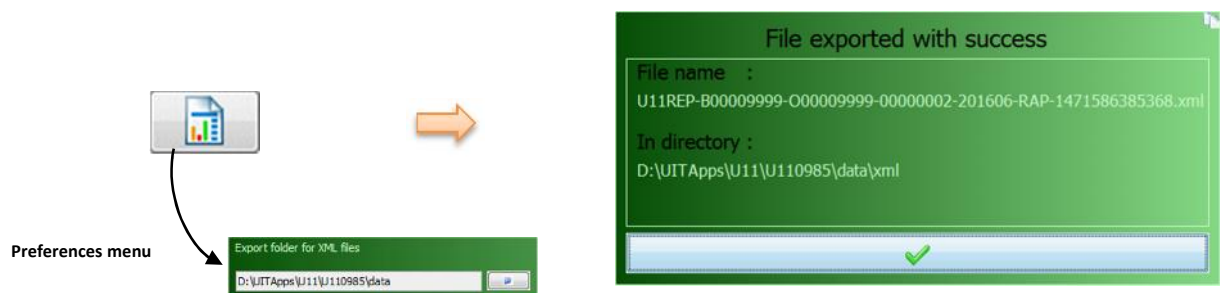 File exported with success
File name :
U11REP-B00009999-O00009999-00000002-201606-RAP-1471586385368.xml
In directory :
D:\UITApps\U11\U110985\data\xml
Preferences menu
Export folder for XML files
D:\UITApps\U11\U110985\data